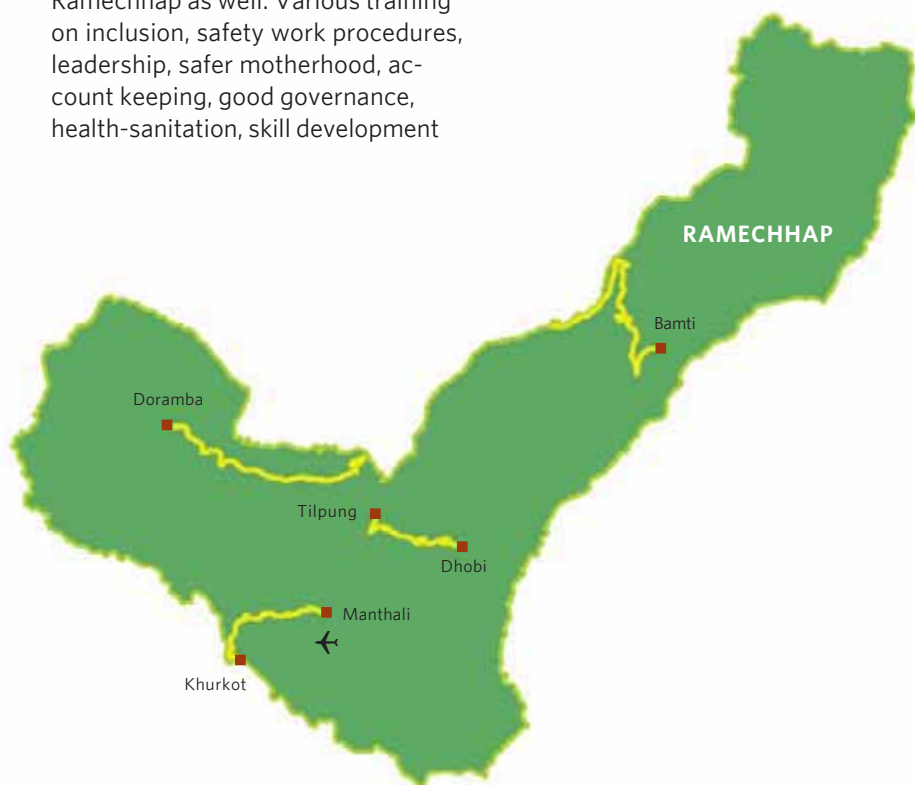 Ramechhap as well. Various training
on inclusion, safety work procedures,
leadership, safer motherhood, ac-
count keeping, good governance,
health-sanitation, skill development
RAMECHHAP
Bamti
Doramba
Tilpung
Dhobi
Manthali
Khurkot